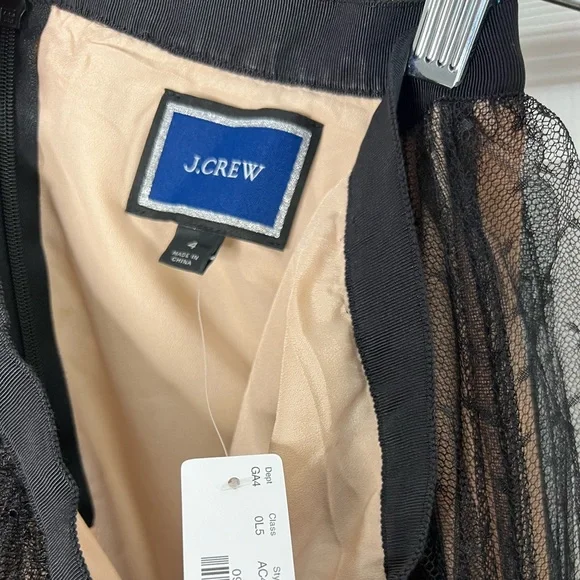 J.CREW
4
MADE IN
CHINA
Dept
GA4
Class
0L5